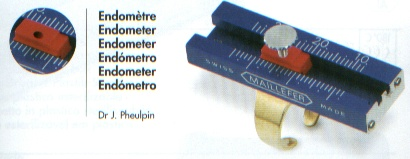 Endomètre
Endometer
Endometer
Endómetro
Endometer
Endómetro
Dr J. Pheulpin
20
10
SWISS
MAILLEFER
MADE